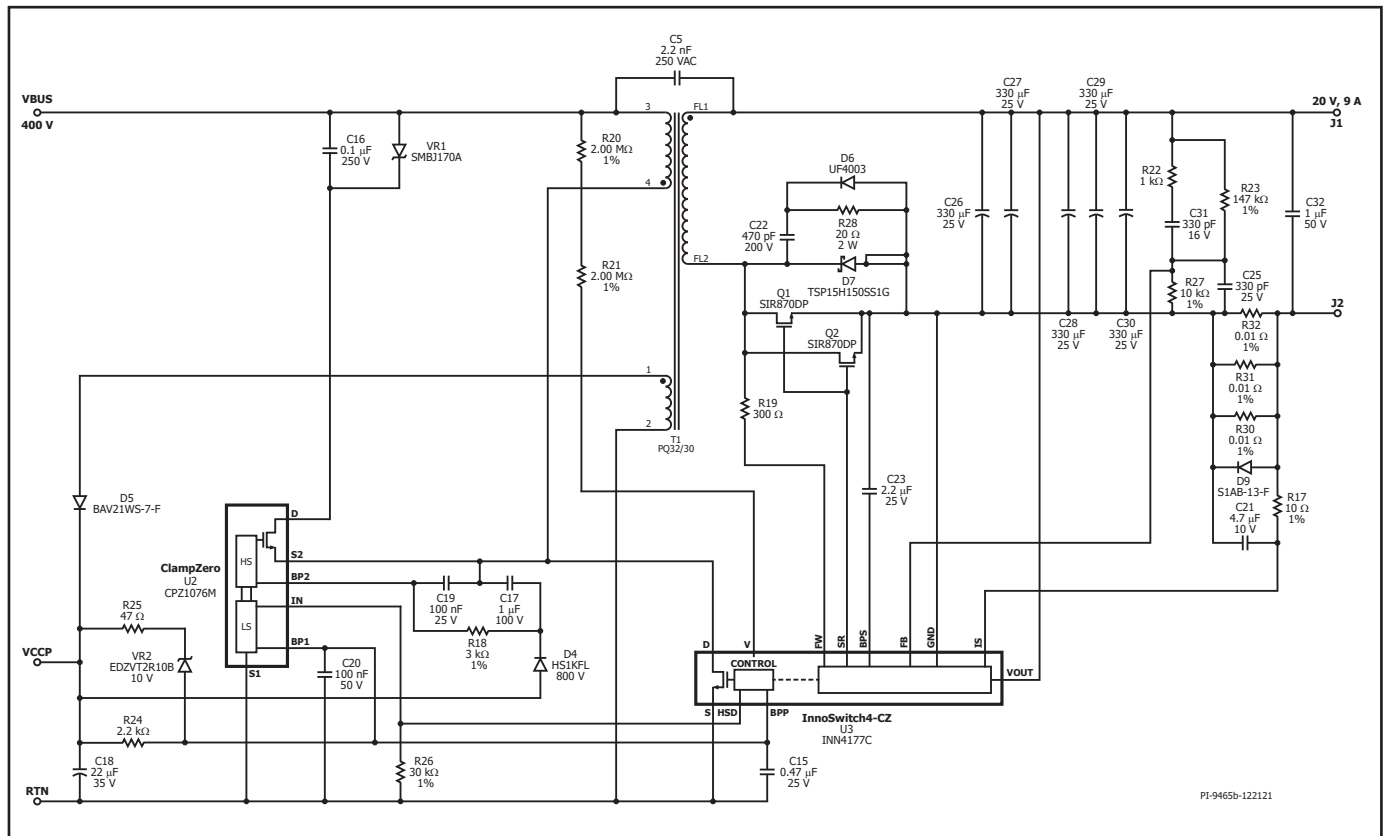 C5
2.2 nF
250 VAC
VBUS
400 V
C16
0.1 µF
250 V
VR1
SMBJ170A
R20
2.00 MΩ
1%
3
4
FL1
FL2
R21
2.00 MΩ
1%
1
2
T1
PQ32/30
D6
UF4003
R28
20 Ω
2 W
C22
470 pF
200 V
D7
TSP15H150SS1G
Q1
SIR870DP
Q2
SIR870DP
R19
300 Ω
C23
2.2 µF
25 V
C26
330 µF
25 V
C27
330 µF
25 V
C28
330 µF
25 V
C29
330 µF
25 V
C30
330 µF
25 V
20 V, 9 A
J1
R22
1 kΩ
R23
147 kΩ
1%
C31
330 pF
16 V
C32
1 µF
50 V
R27
10 kΩ
1%
C25
330 pF
25 V
J2
R32
0.01 Ω
1%
R31
0.01 Ω
1%
R30
0.01 Ω
1%
D9
S1AB-13-F
R17
10 Ω
1%
C21
4.7 µF
10 V
D5
BAV21WS-7-F
ClampZero
U2
CPZ1076M
D
S2
BP2
IN
BP1
S1
HS
LS
C19
100 nF
25 V
C17
1 µF
100 V
R18
3 kΩ
1%
D4
HS1KFL
800 V
R25
47 Ω
VR2
EDZVT2R10B
10 V
VCCP
C20
100 nF
50 V
R24
2.2 kΩ
C18
22 µF
35 V
RTN
R26
30 kΩ
1%
C15
0.47 µF
25 V
D
V
FW
SR
BPS
FB
GND
IS
CONTROL
VOUT
S
HSD
BPP
InnoSwitch4-CZ
U3
INN4177C
PI-9465b-122121